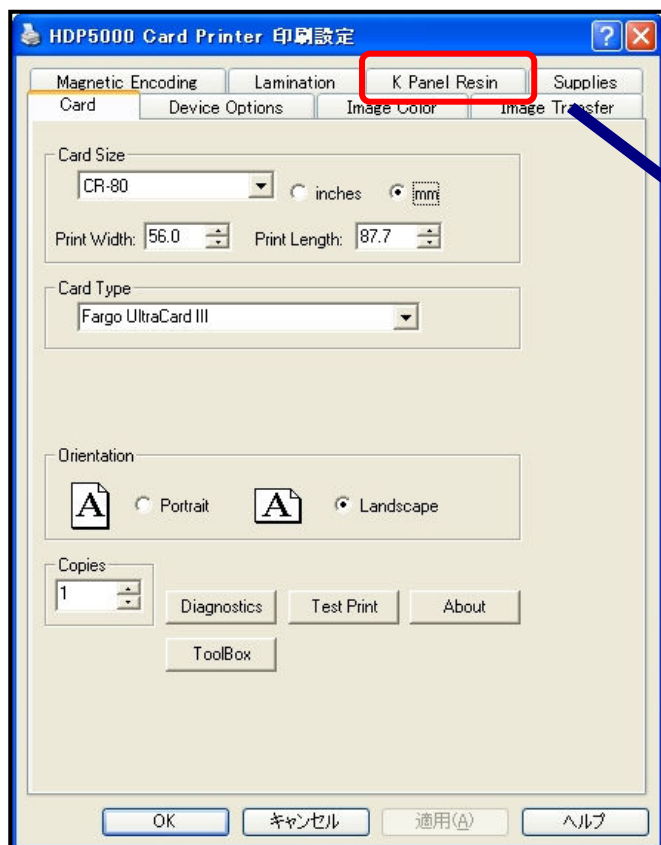 HDP5000 Card Printer 印刷設定
Magnetic Encoding Lamination K Panel Resin Supplies
Card Device Options Image Color Image Transfer
Card Size
CR-80 inches mm
Print Width: 56.0 Print Length: 87.7
Card Type
Fargo UltraCard III
Orientation
A Portrait A Landscape
Copies
1
Diagnostics Test Print About
ToolBox
OK キャンセル 適用(A) ヘルプ